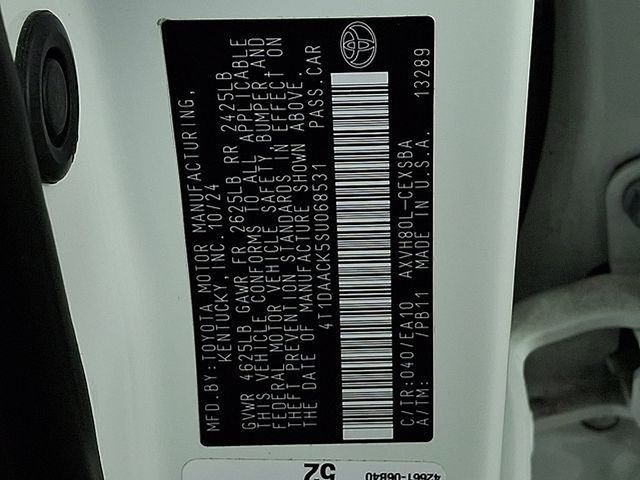 MFD. BY: TOYOTA MOTOR MANUFACTURING,
KENTUCKY, INC. 10/24
GVWR 4625LB GAWR FR 2625LB RR 2425LB
THIS VEHICLE CONFORMS TO ALL APPLICABLE
FEDERAL MOTOR VEHICLE SAFETY, BUMPER, AND
THEFT PREVENTION STANDARDS IN EFFECT ON
THE DATE OF MANUFACTURE SHOWN ABOVE.
4T1DAACK5SU068531 PASS. CAR
C/TR: 040/EA10 AXVH80L-CEXSBA
A/TM: /PB11 MADE IN U.S.A. 13289
52
42661-06B40